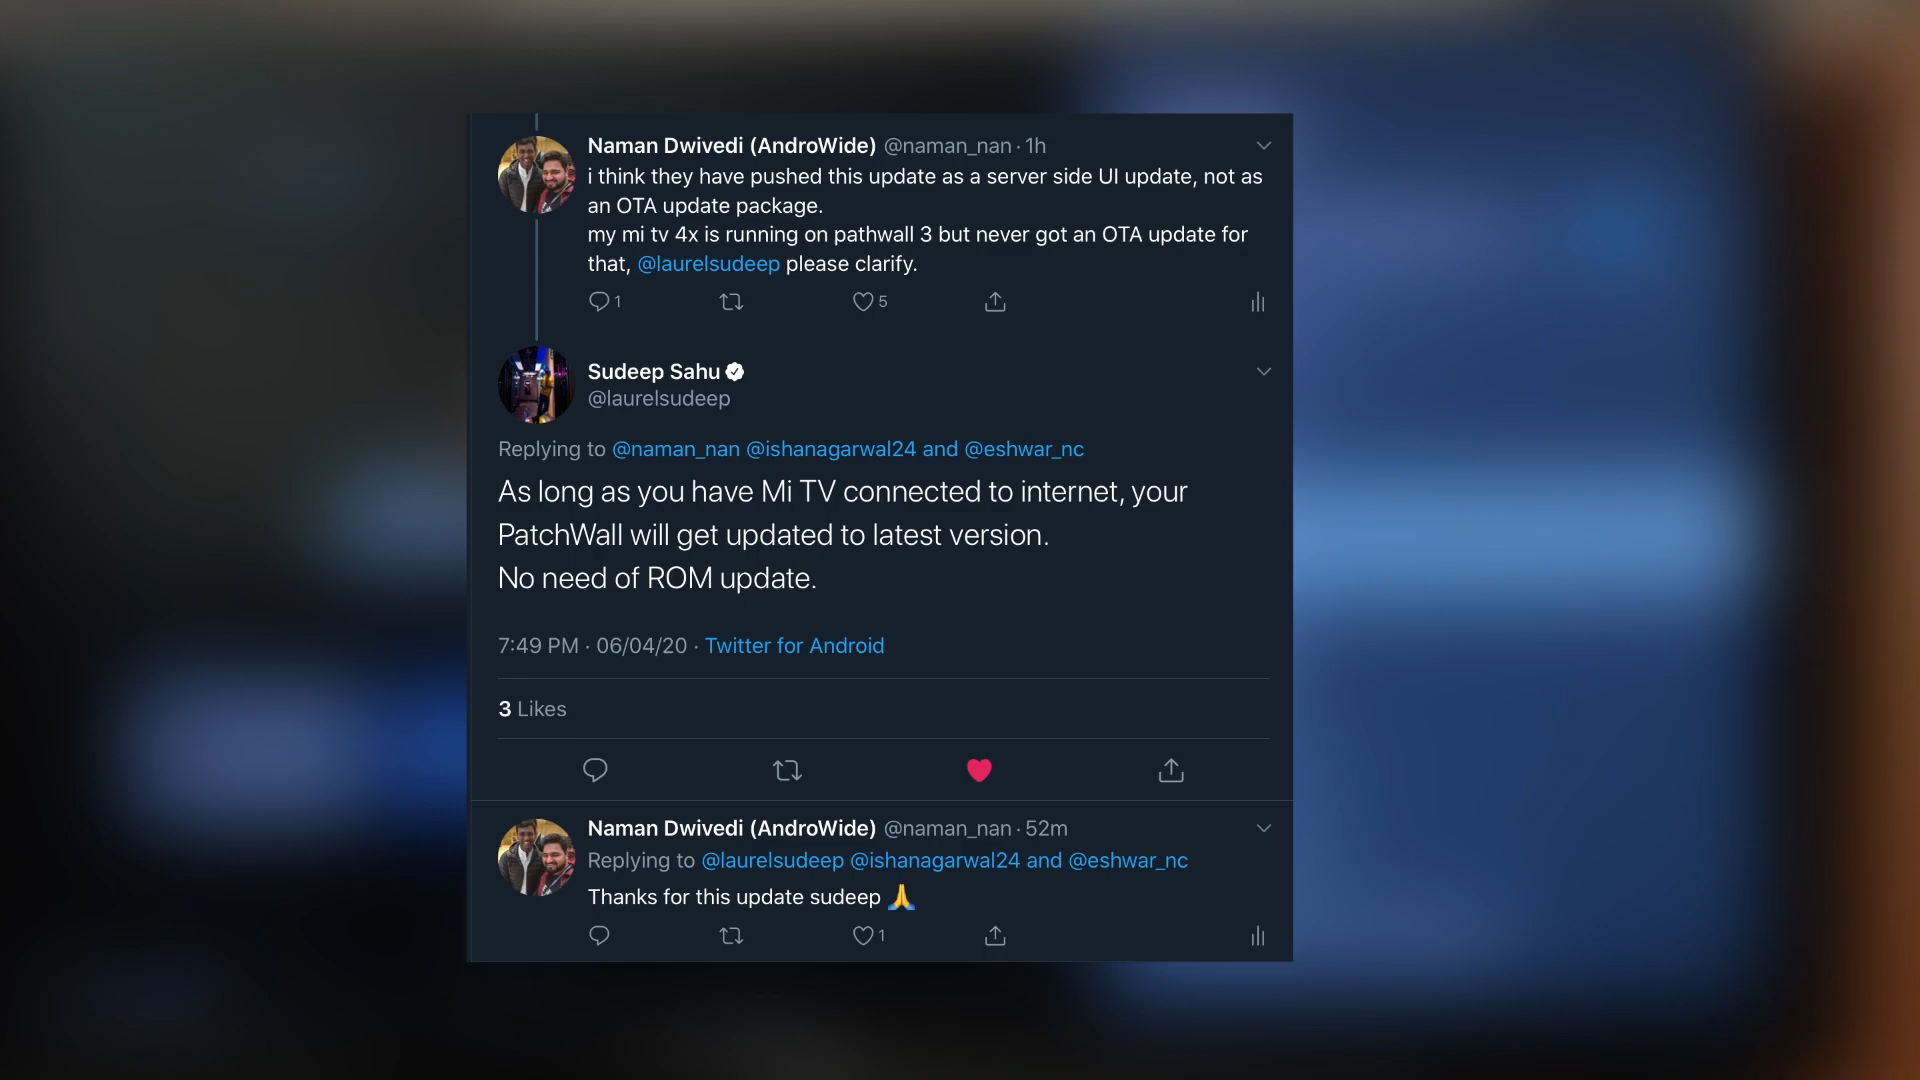 Naman Dwivedi (AndroWide) @naman_nan · 1h
i think they have pushed this update as a server side UI update, not as
an OTA update package.
my mi tv 4x is running on pathwall 3 but never got an OTA update for
that, @laurelsudeep please clarify.
1 5
Sudeep Sahu
@laurelsudeep
Replying to @naman_nan @ishanagarwal24 and @eshwar_nc
As long as you have Mi TV connected to internet, your
PatchWall will get updated to latest version.
No need of ROM update.
7:49 PM · 06/04/20 · Twitter for Android
3 Likes
Naman Dwivedi (AndroWide) @naman_nan · 52m
Replying to @laurelsudeep @ishanagarwal24 and @eshwar_nc
Thanks for this update sudeep 🙏
1